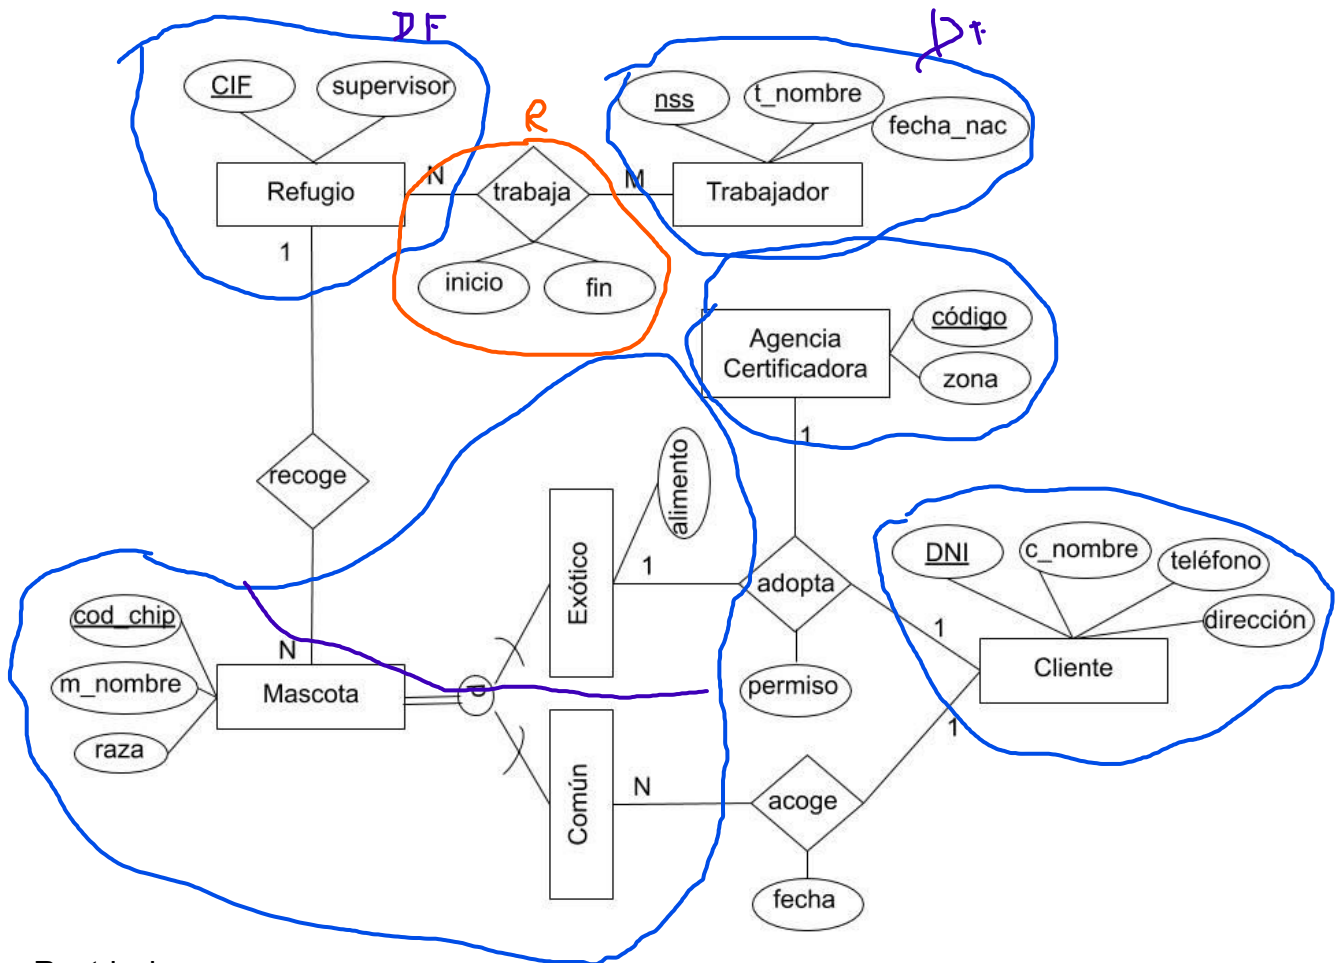 DF
DF
CIF
supervisor
nss
t_nombre
fecha_nac
R
Refugio
N
trabaja
M
Trabajador
1
inicio
fin
Agencia
Certificadora
código
zona
1
recoge
alimento
Exótico
1
adopta
DNI
c_nombre
teléfono
dirección
1
cod_chip
m_nombre
raza
N
Mascota
permiso
Cliente
1
Común
N
acoge
fecha